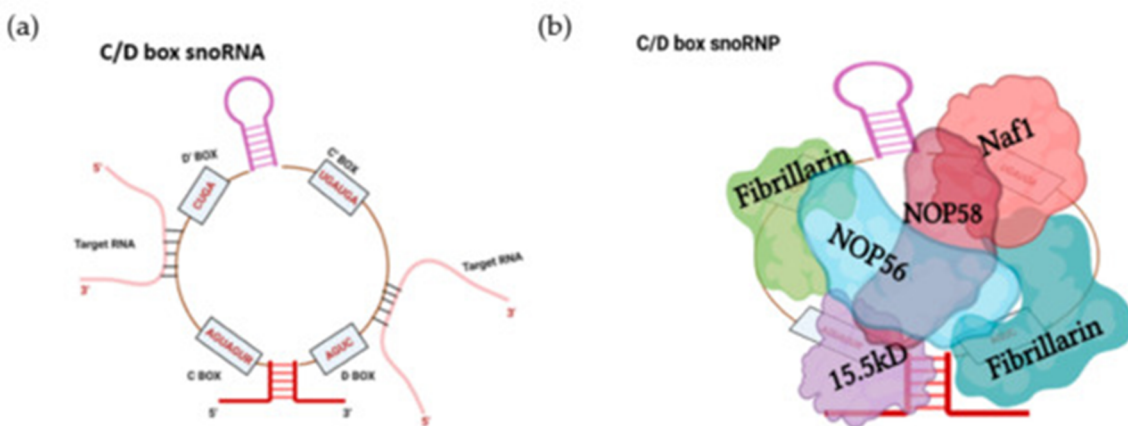 (a)
C/D box snoRNA
D' BOX
C' BOX
CUGA
UGAUGA
5'
Target RNA
3'
Target RNA
3'
5'
AGUAGUR
AGUC
C BOX
D BOX
5'
3'
(b)
C/D box snoRNP
Naf1
Fibrillarin
NOP58
NOP56
15.5kD
Fibrillarin